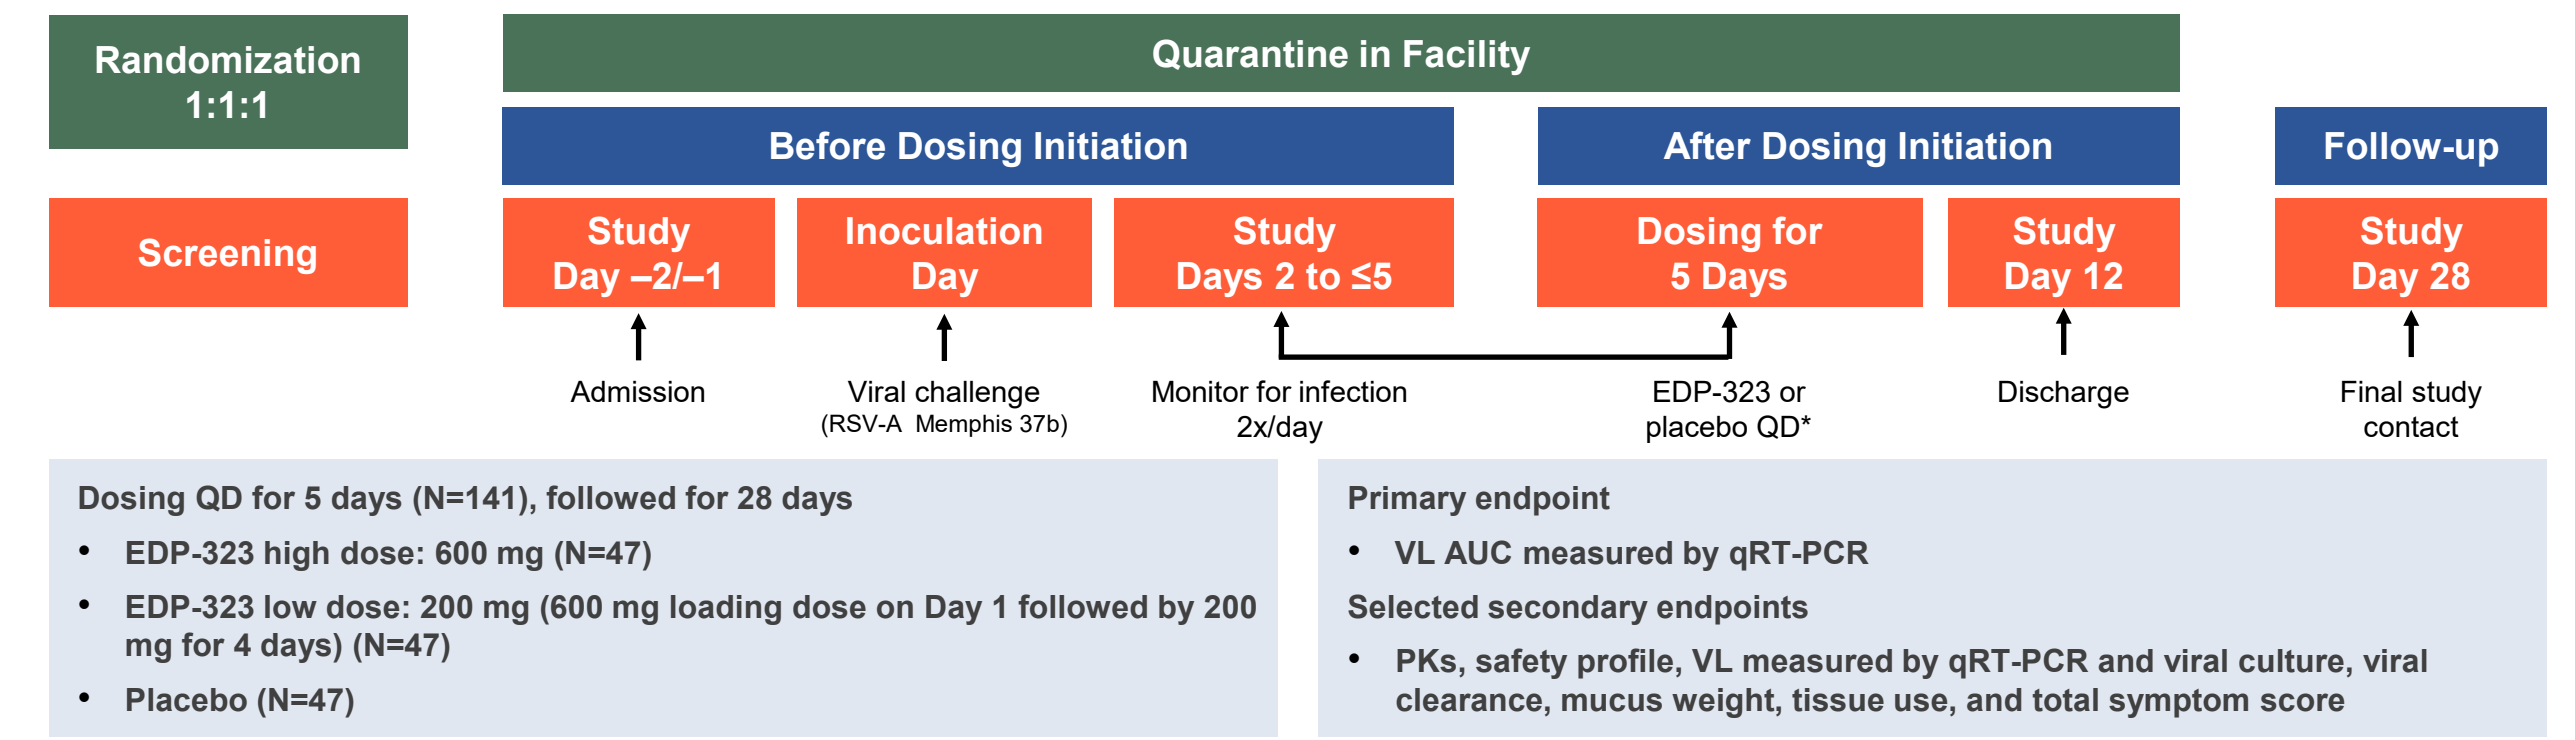 Randomization
1:1:1
Quarantine in Facility
Before Dosing Initiation
After Dosing Initiation
Follow-up
Screening
Study
Day –2/–1
Inoculation
Day
Study
Days 2 to ≤5
Dosing for
5 Days
Study
Day 12
Study
Day 28
Admission
Viral challenge
(RSV-A Memphis 37b)
Monitor for infection
2x/day
EDP-323 or
placebo QD*
Discharge
Final study
contact
Dosing QD for 5 days (N=141), followed for 28 days
• EDP-323 high dose: 600 mg (N=47)
• EDP-323 low dose: 200 mg (600 mg loading dose on Day 1 followed by 200
mg for 4 days) (N=47)
• Placebo (N=47)
Primary endpoint
• VL AUC measured by qRT-PCR
Selected secondary endpoints
• PKs, safety profile, VL measured by qRT-PCR and viral culture, viral
clearance, mucus weight, tissue use, and total symptom score